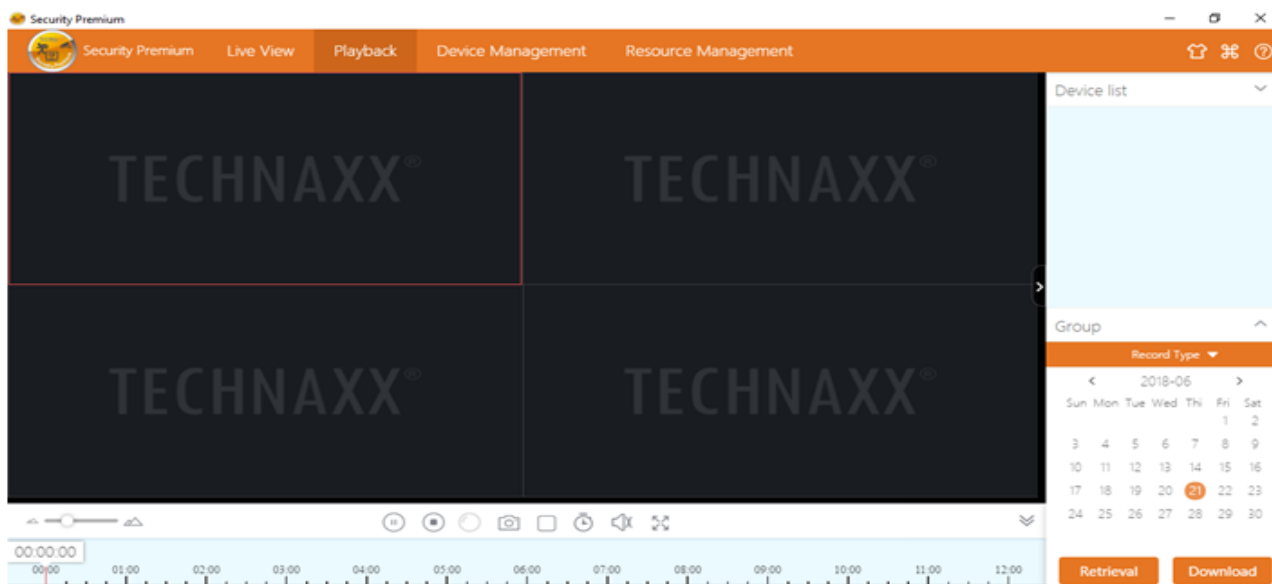 Security Premium
Security Premium Live View Playback Device Management Resource Management
Device list
TECHNAXX® TECHNAXX®
Group
Record Type
2018-06
TECHNAXX® TECHNAXX®
Sun Mon Tue Wed Thi Fri Sat
1 2
3 4 5 6 7 8 9
10 11 12 13 14 15 16
17 18 19 20 21 22 23
24 25 26 27 28 29 30
00:00:00
00:00 01:00 02:00 03:00 04:00 05:00 06:00 07:00 08:00 09:00 10:00 11:00 12:00
Retrieval Download